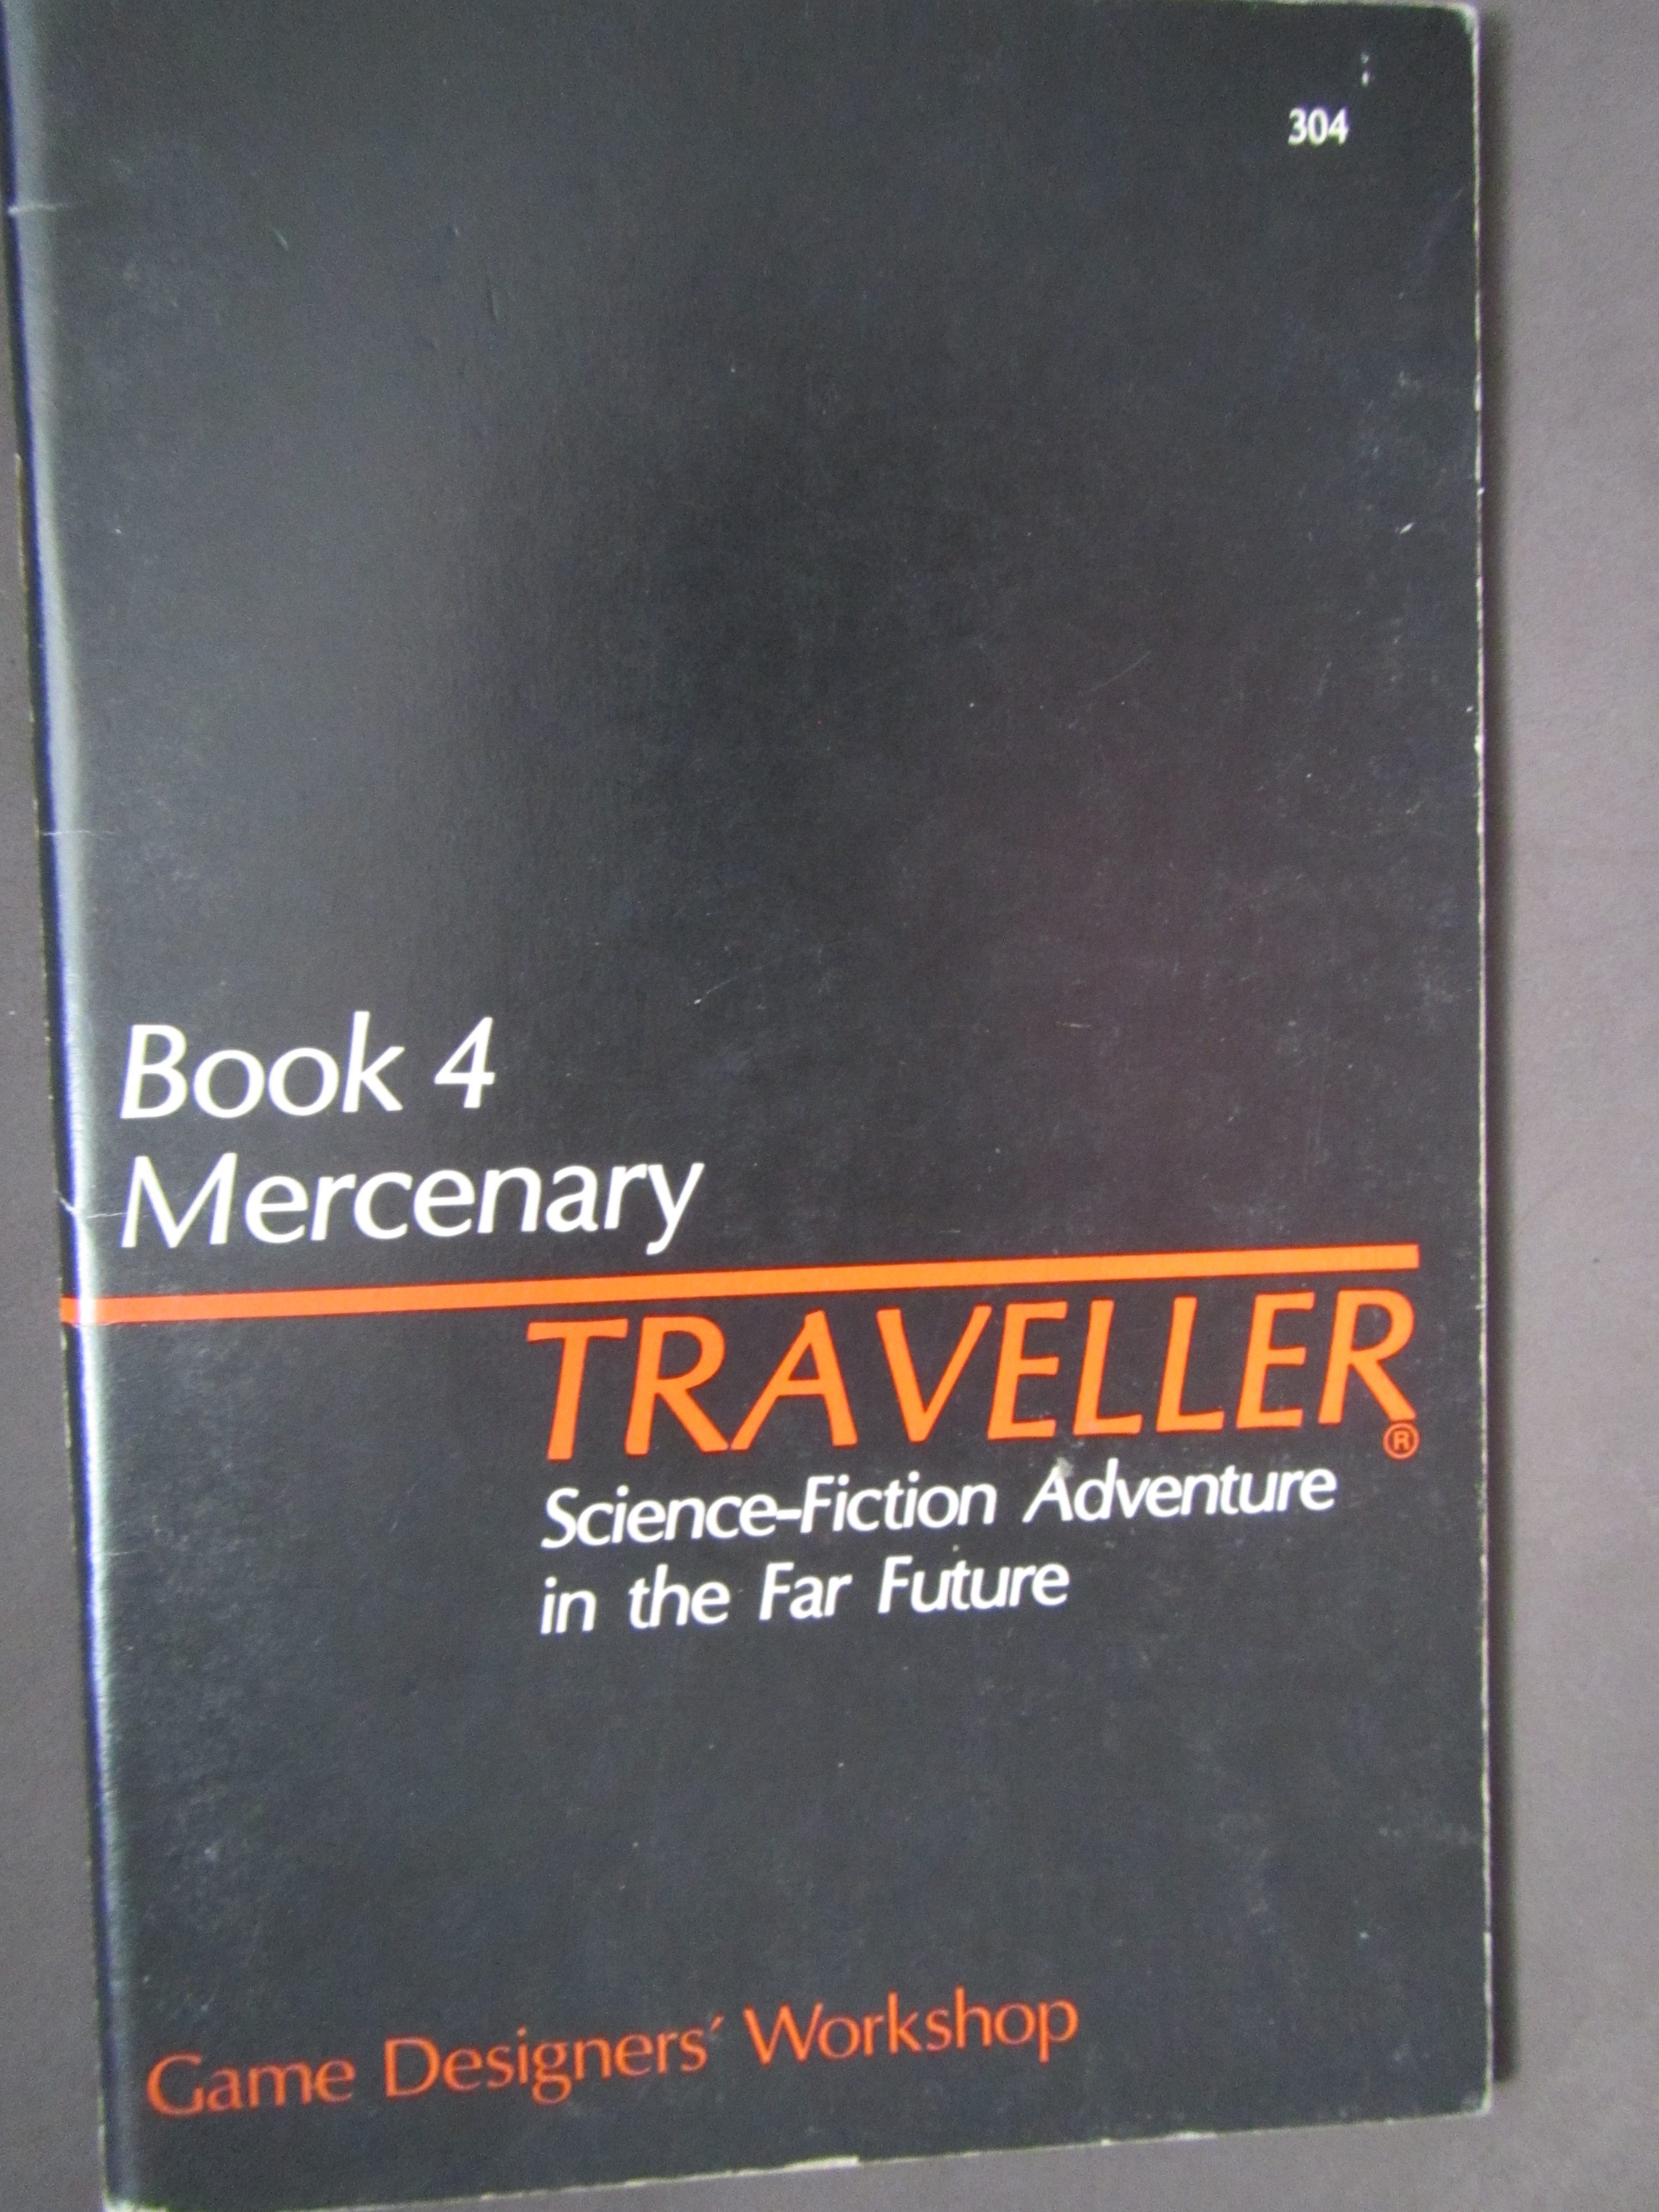 304
Book 4
Mercenary
TRAVELLER®
Science-Fiction Adventure
in the Far Future
Game Designers' Workshop